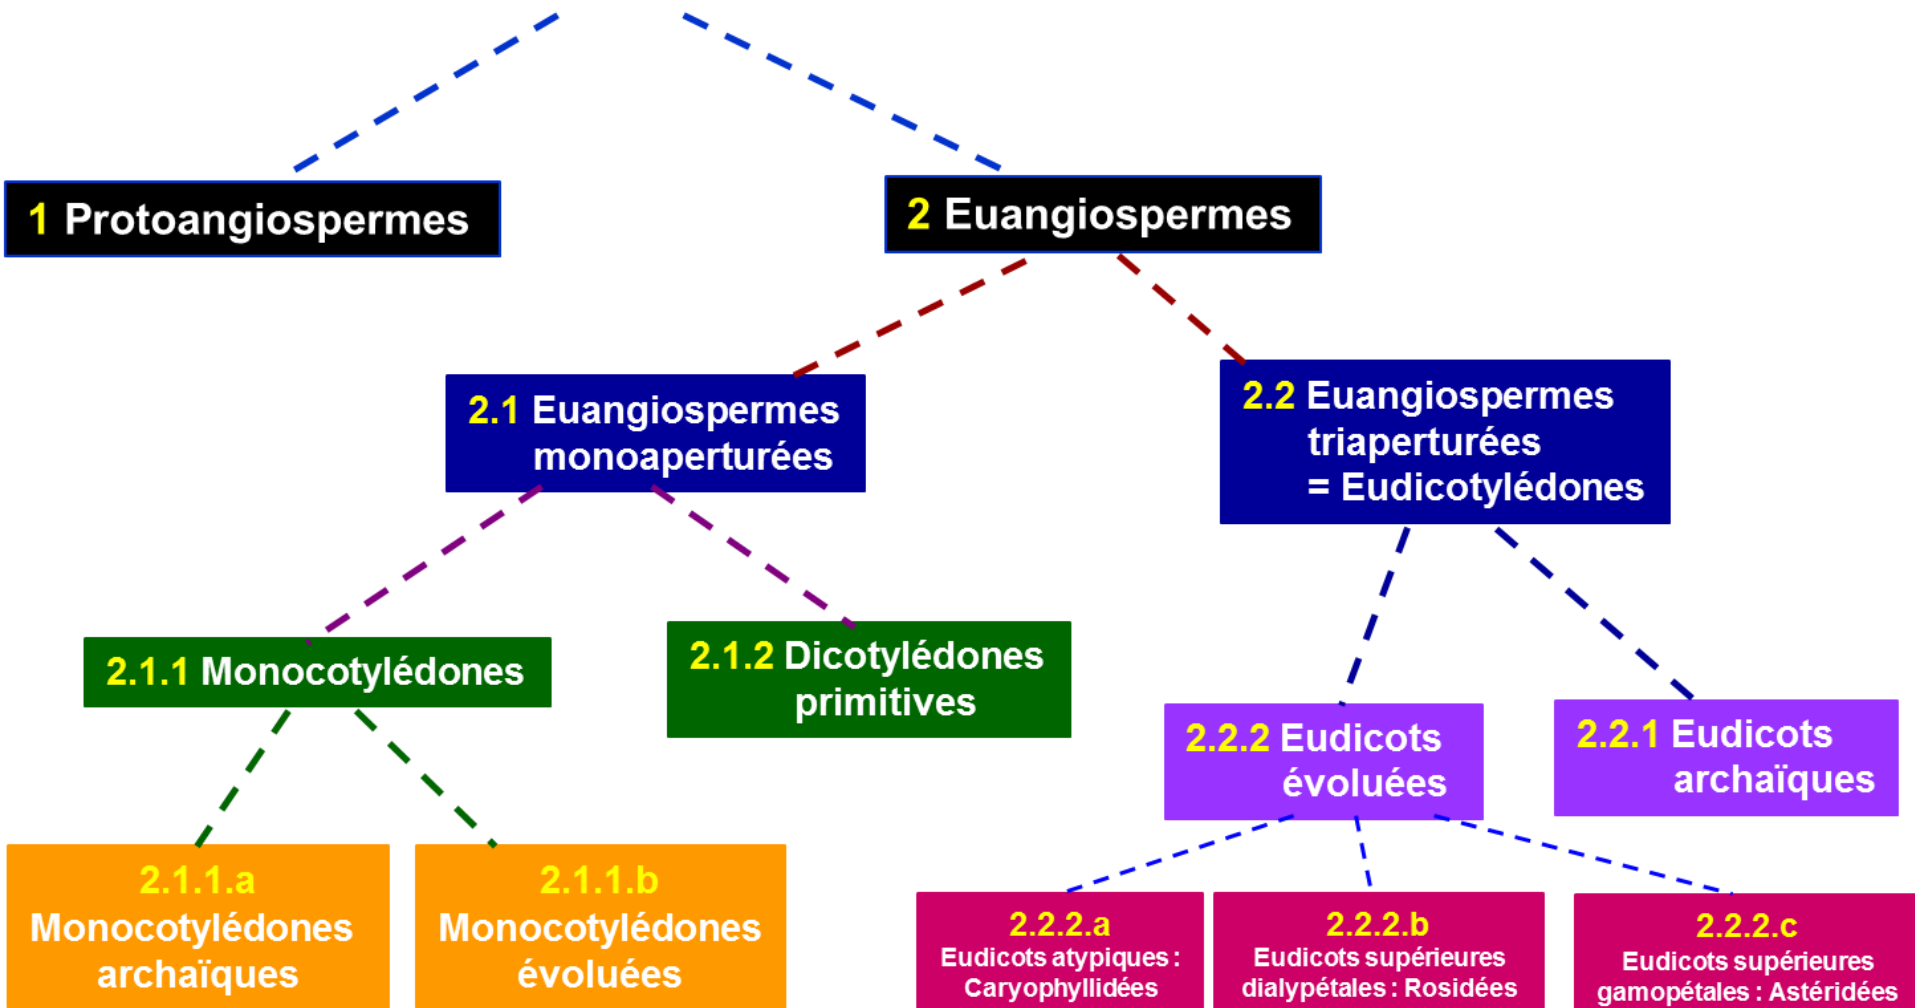 1 Protoangiospermes
2 Euangiospermes
2.1 Euangiospermes
monoaperturées
2.2 Euangiospermes
triaperturées
= Eudicotylédones
2.1.1 Monocotylédones
2.1.2 Dicotylédones
primitives
2.2.2 Eudicots
évoluées
2.2.1 Eudicots
archaïques
2.1.1.a
Monocotylédones
archaïques
2.1.1.b
Monocotylédones
évoluées
2.2.2.a
Eudicots atypiques :
Caryophyllidées
2.2.2.b
Eudicots supérieures
dialypétales : Rosidées
2.2.2.c
Eudicots supérieures
gamopétales : Astéridées